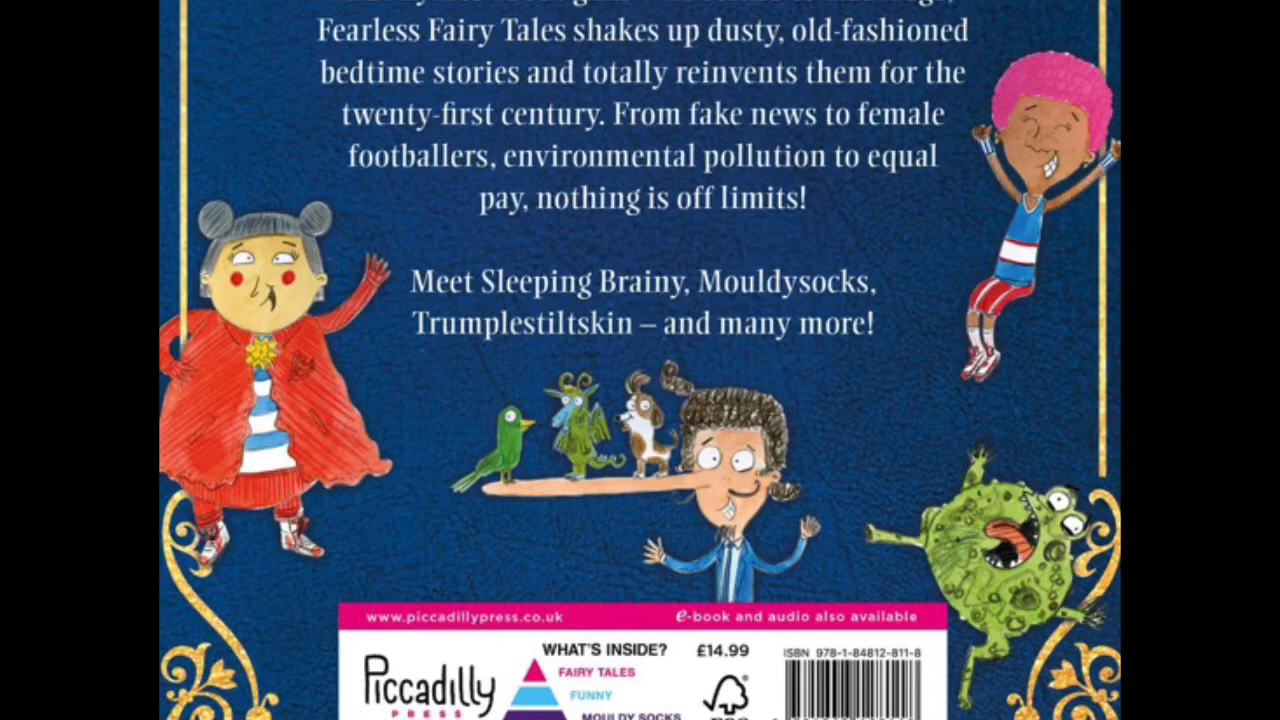 Fearless Fairy Tales shakes up dusty, old-fashioned
bedtime stories and totally reinvents them for the
twenty-first century. From fake news to female
footballers, environmental pollution to equal
pay, nothing is off limits!
Meet Sleeping Brainy, Mouldysocks,
Trumplestiltskin – and many more!
www.piccadillypress.co.uk
e-book and audio also available
WHAT'S INSIDE?
FAIRY TALES
FUNNY
MOULDY SOCKS
Piccadilly
PRESS
£14.99
FSC
ISBN 978-1-84812-811-8